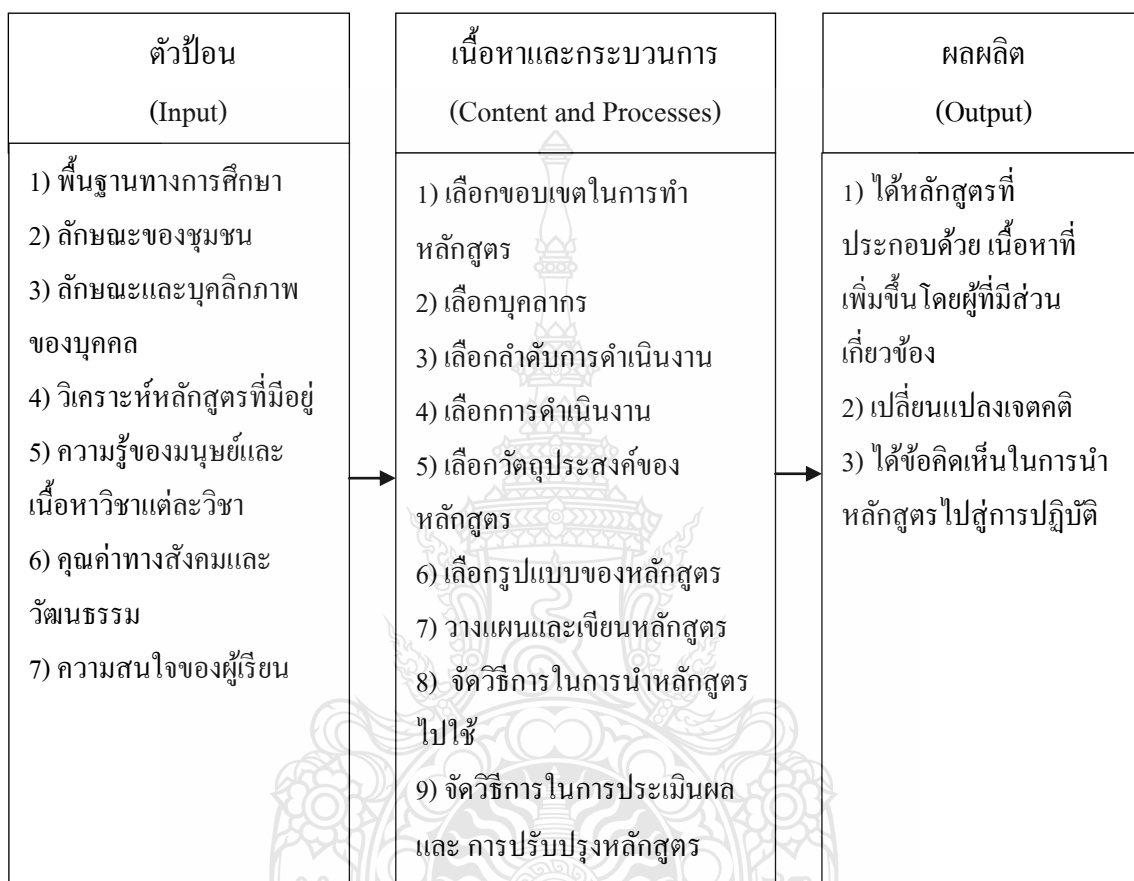 ตัวป้อน
(Input)
1) พื้นฐานทางการศึกษา
2) ลักษณะของชุมชน
3) ลักษณะและบุคลิกภาพ
ของบุคคล
4) วิเคราะห์หลักสูตรที่มีอยู่
5) ความรู้ของมนุษย์และ
เนื้อหาวิชาแต่ละวิชา
6) คุณค่าทางสังคมและ
วัฒนธรรม
7) ความสนใจของผู้เรียน
เนื้อหาและกระบวนการ
(Content and Processes)
1) เลือกขอบเขตในการทำ
หลักสูตร
2) เลือกบุคลากร
3) เลือกลำดับการดำเนินงาน
4) เลือกการดำเนินงาน
5) เลือกวัตถุประสงค์ของ
หลักสูตร
6) เลือกรูปแบบของหลักสูตร
7) วางแผนและเขียนหลักสูตร
8) จัดวิธีการในการนำหลักสูตร
ไปใช้
9) จัดวิธีการในการประเมินผล
และ การปรับปรุงหลักสูตร
ผลผลิต
(Output)
1) ได้หลักสูตรที่
ประกอบด้วย เนื้อหาที่
เพิ่มขึ้นโดยผู้ที่มีส่วน
เกี่ยวข้อง
2) เปลี่ยนแปลงเจตคติ
3) ได้ข้อคิดเห็นในการนำ
หลักสูตรไปสู่การปฏิบัติ